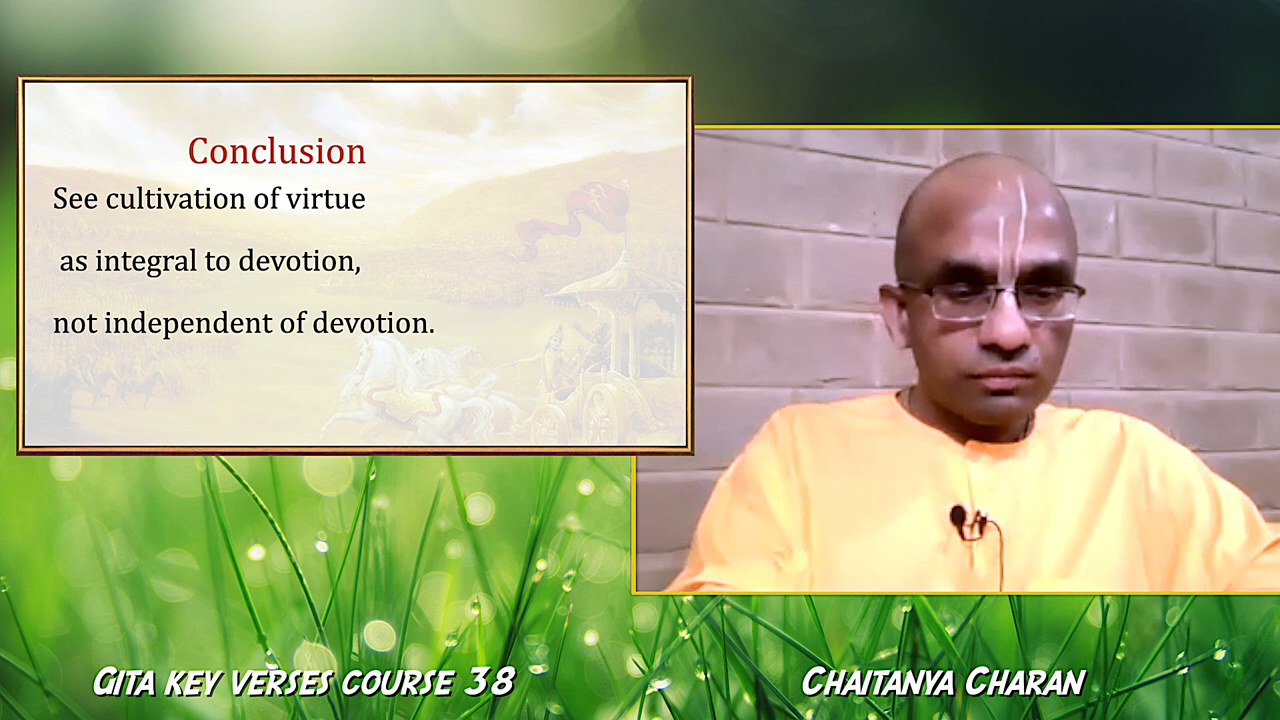 Conclusion
See cultivation of virtue
as integral to devotion,
not independent of devotion.
Gita key verses course 38
Chaitanya Charan